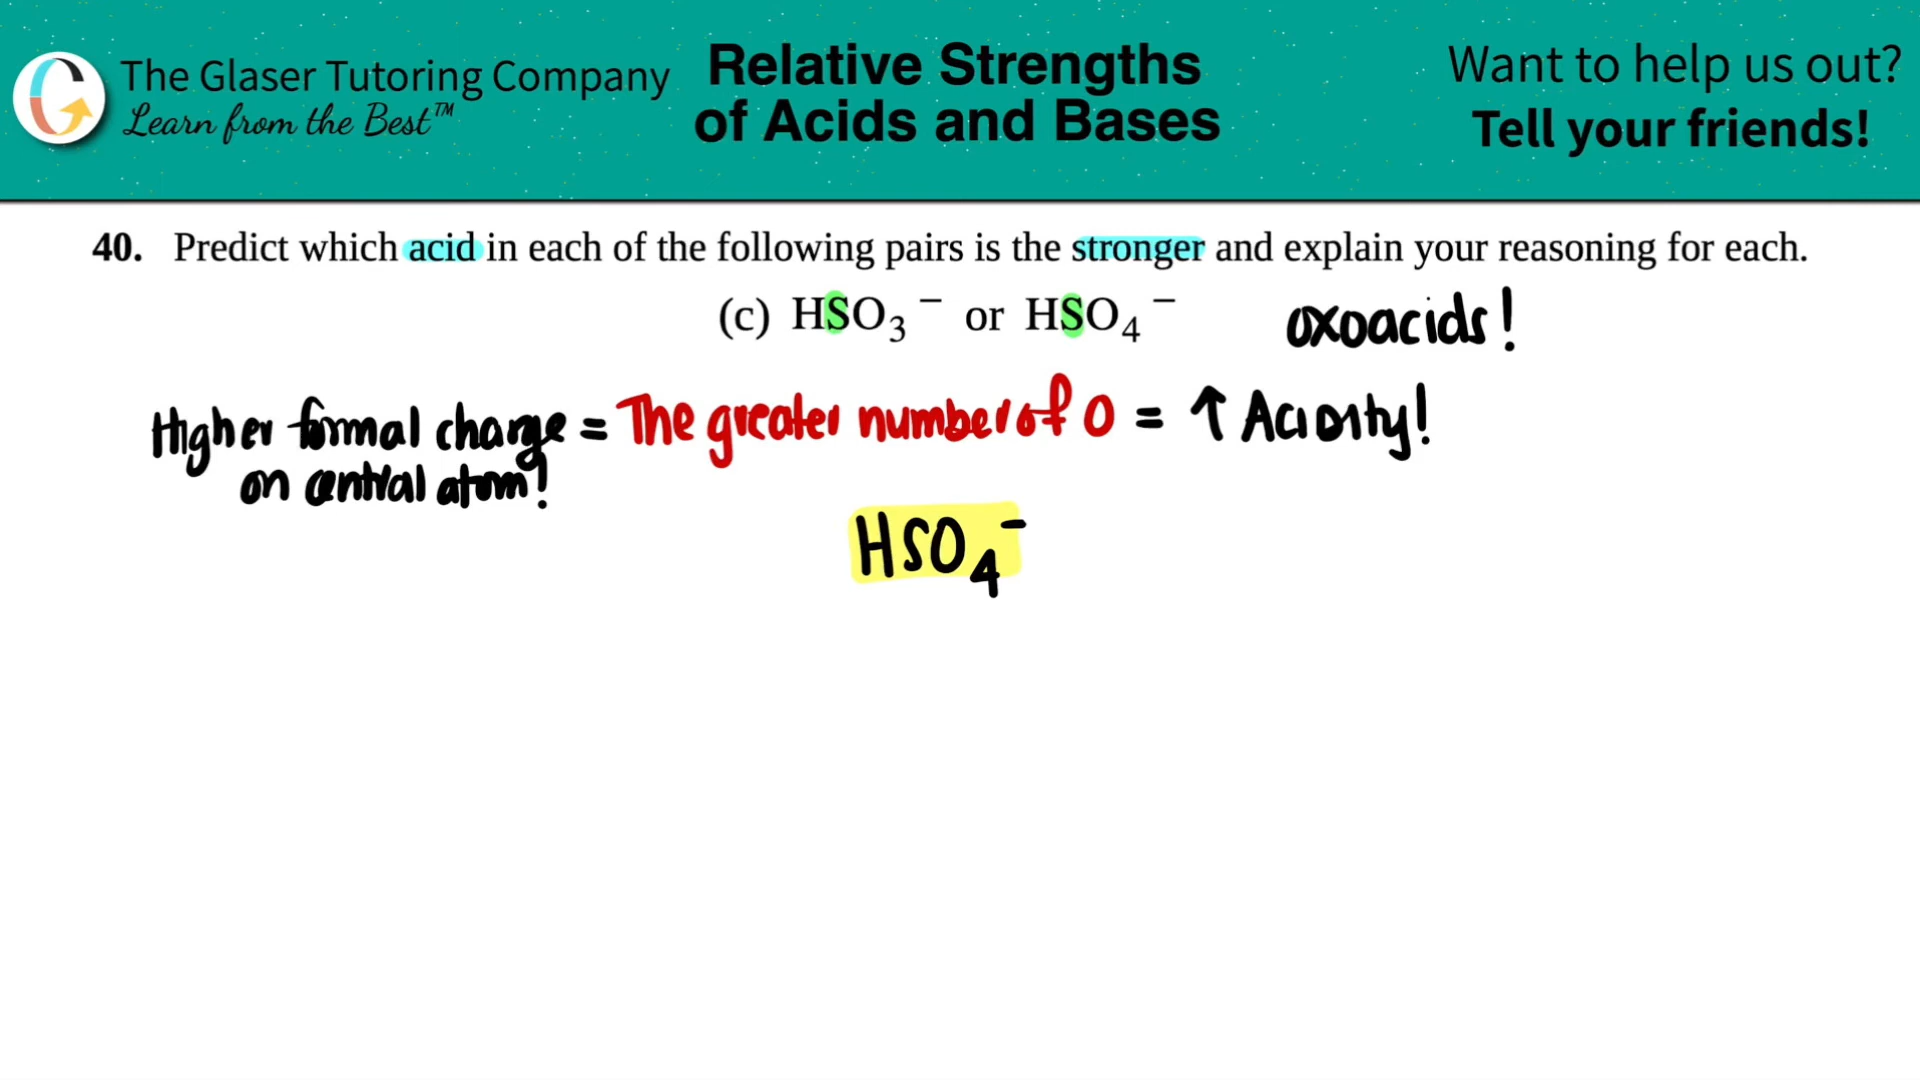 The Glaser Tutoring Company
Learn from the Best™
Relative Strengths
of Acids and Bases
Want to help us out?
Tell your friends!
40. Predict which acid in each of the following pairs is the stronger and explain your reasoning for each.
(c) HSO₃⁻ or HSO₄⁻ oxoacids!
Higher formal charge = The greater number of O = ↑ Acidity!
on central atom!
HSO₄⁻